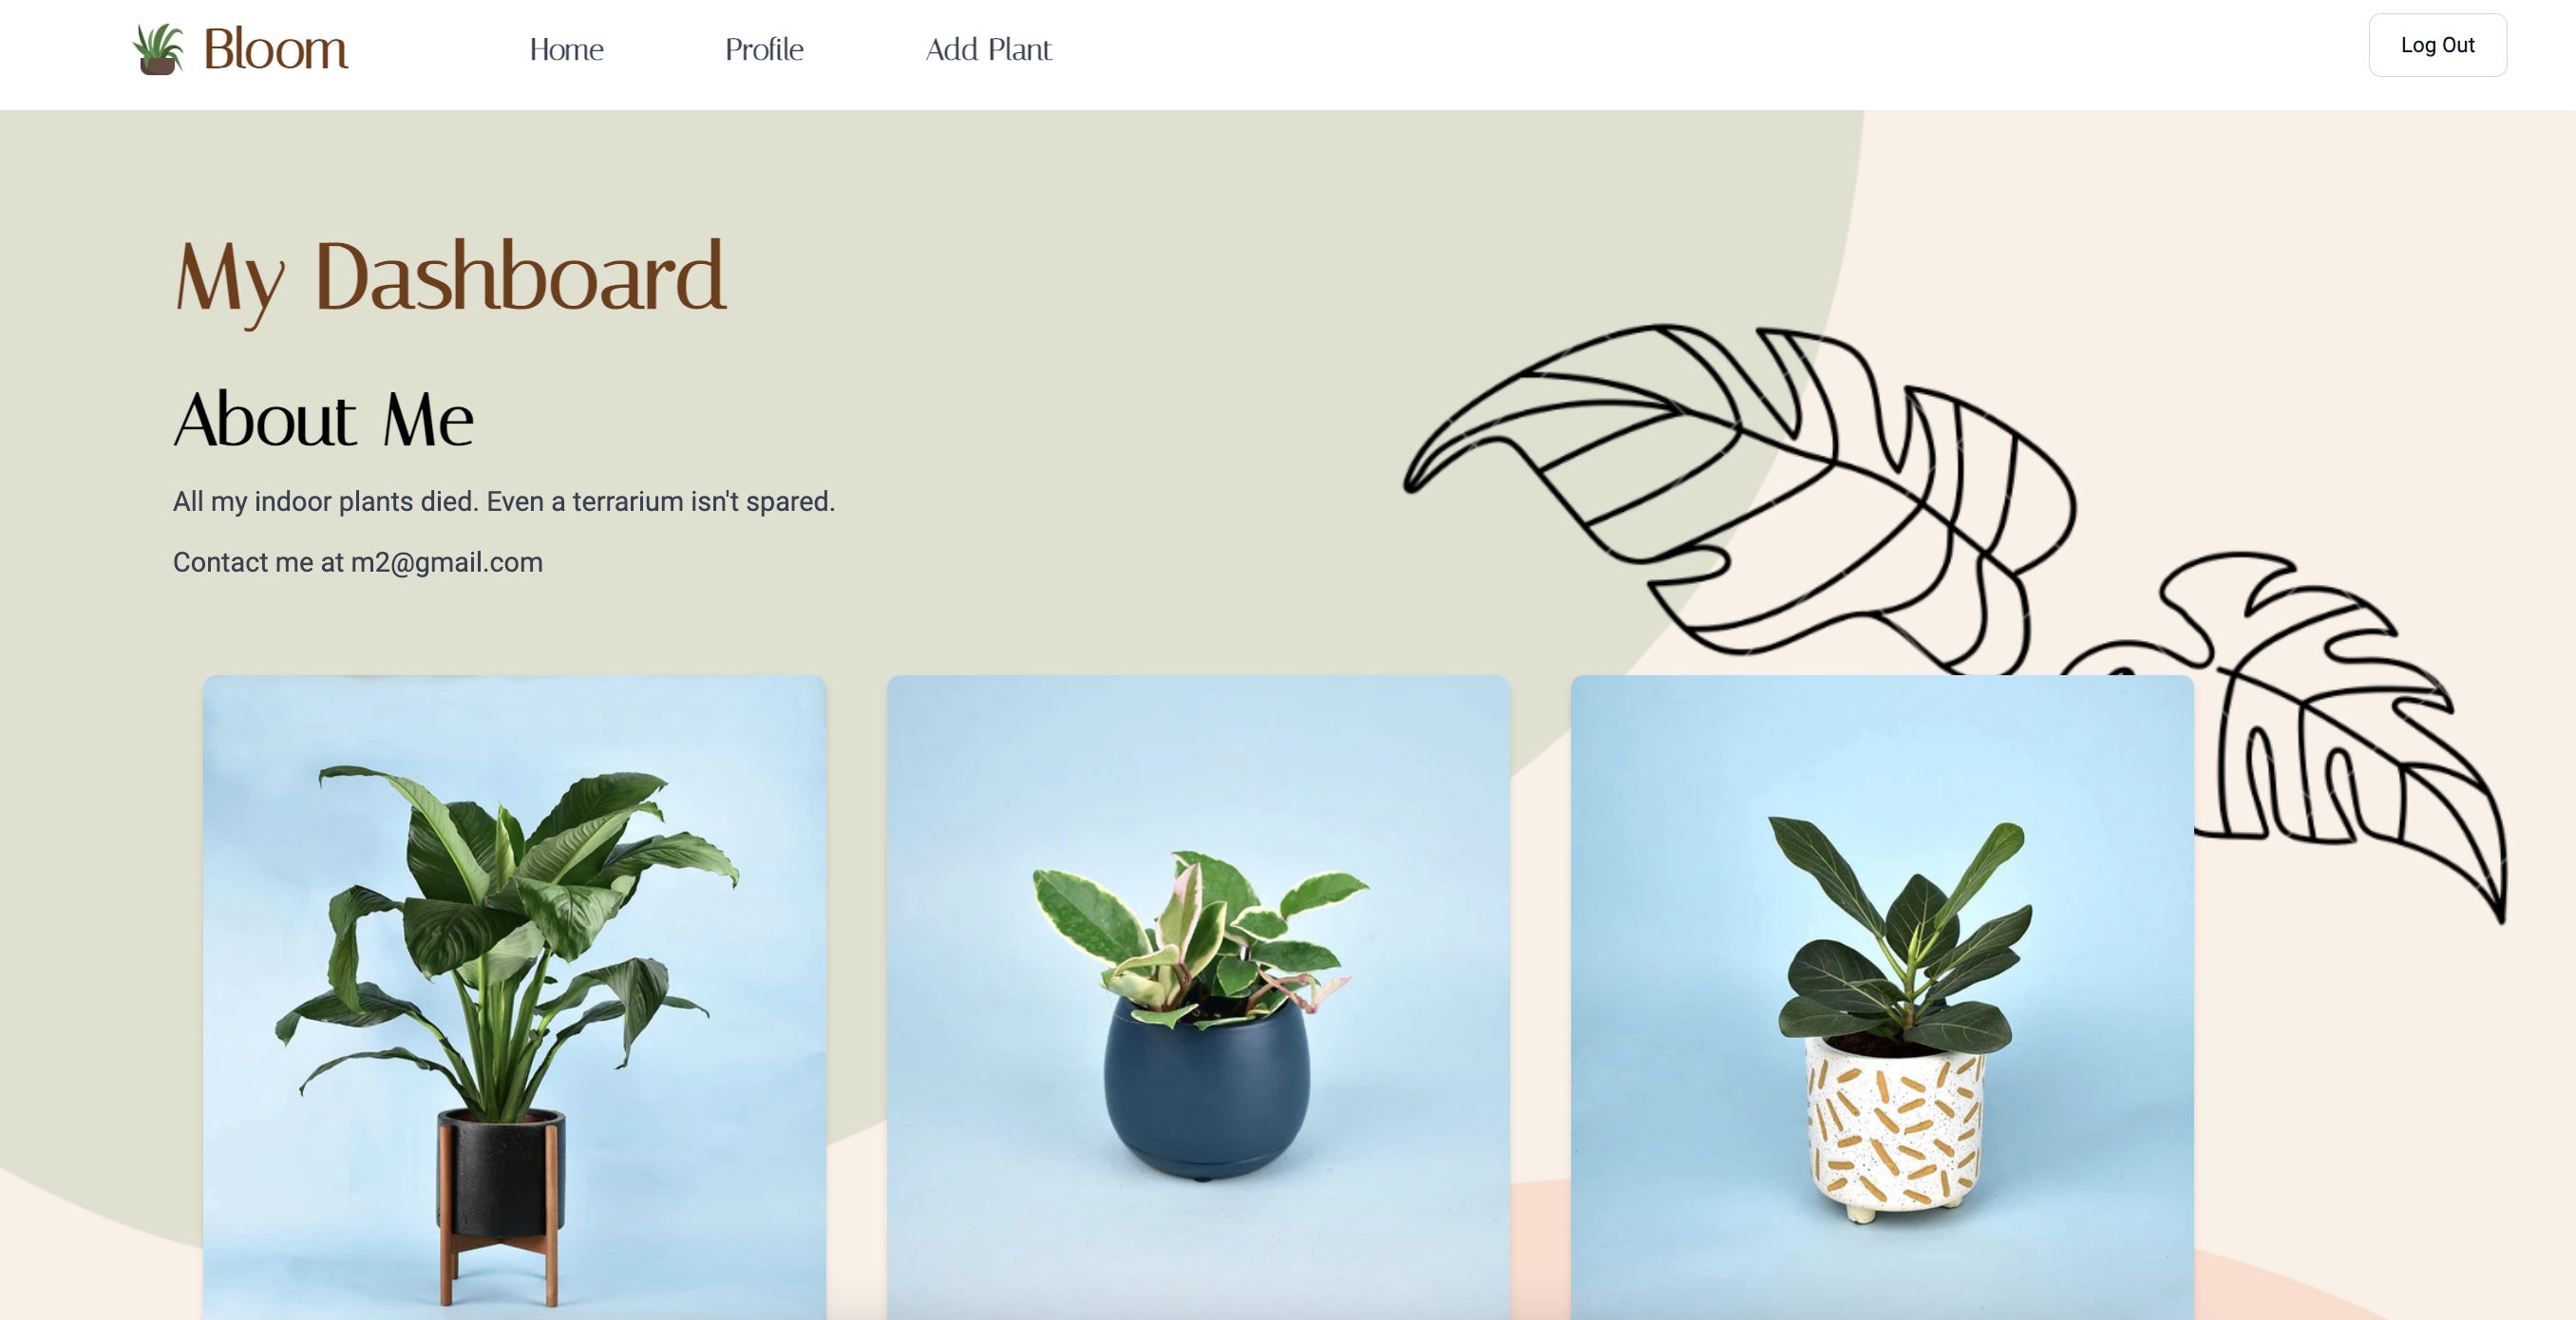 Bloom
Home
Profile
Add Plant
Log Out
My Dashboard
About Me
All my indoor plants died. Even a terrarium isn't spared.
Contact me at m2@gmail.com